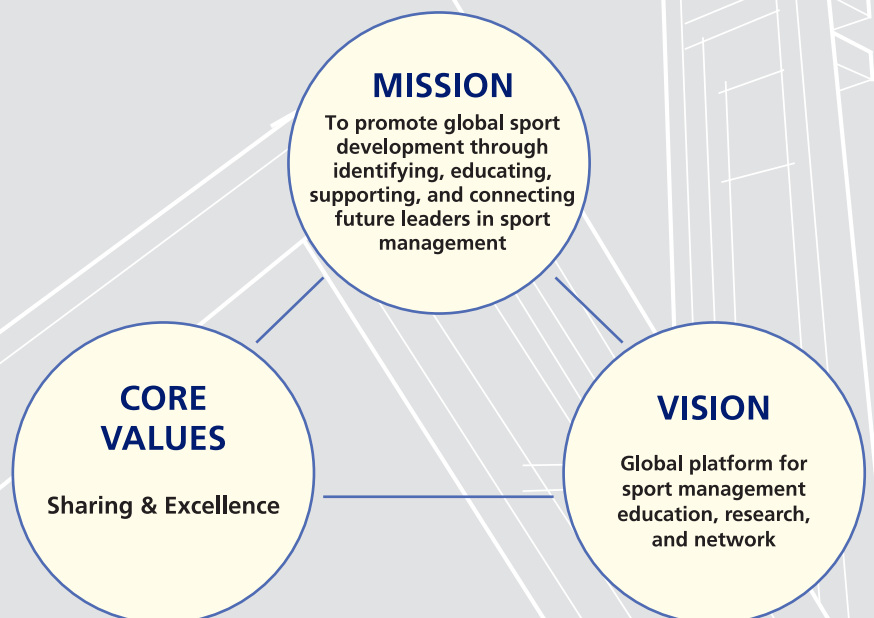 MISSION
To promote global sport
development through
identifying, educating,
supporting, and connecting
future leaders in sport
management
CORE
VALUES
Sharing & Excellence
VISION
Global platform for
sport management
education, research,
and network